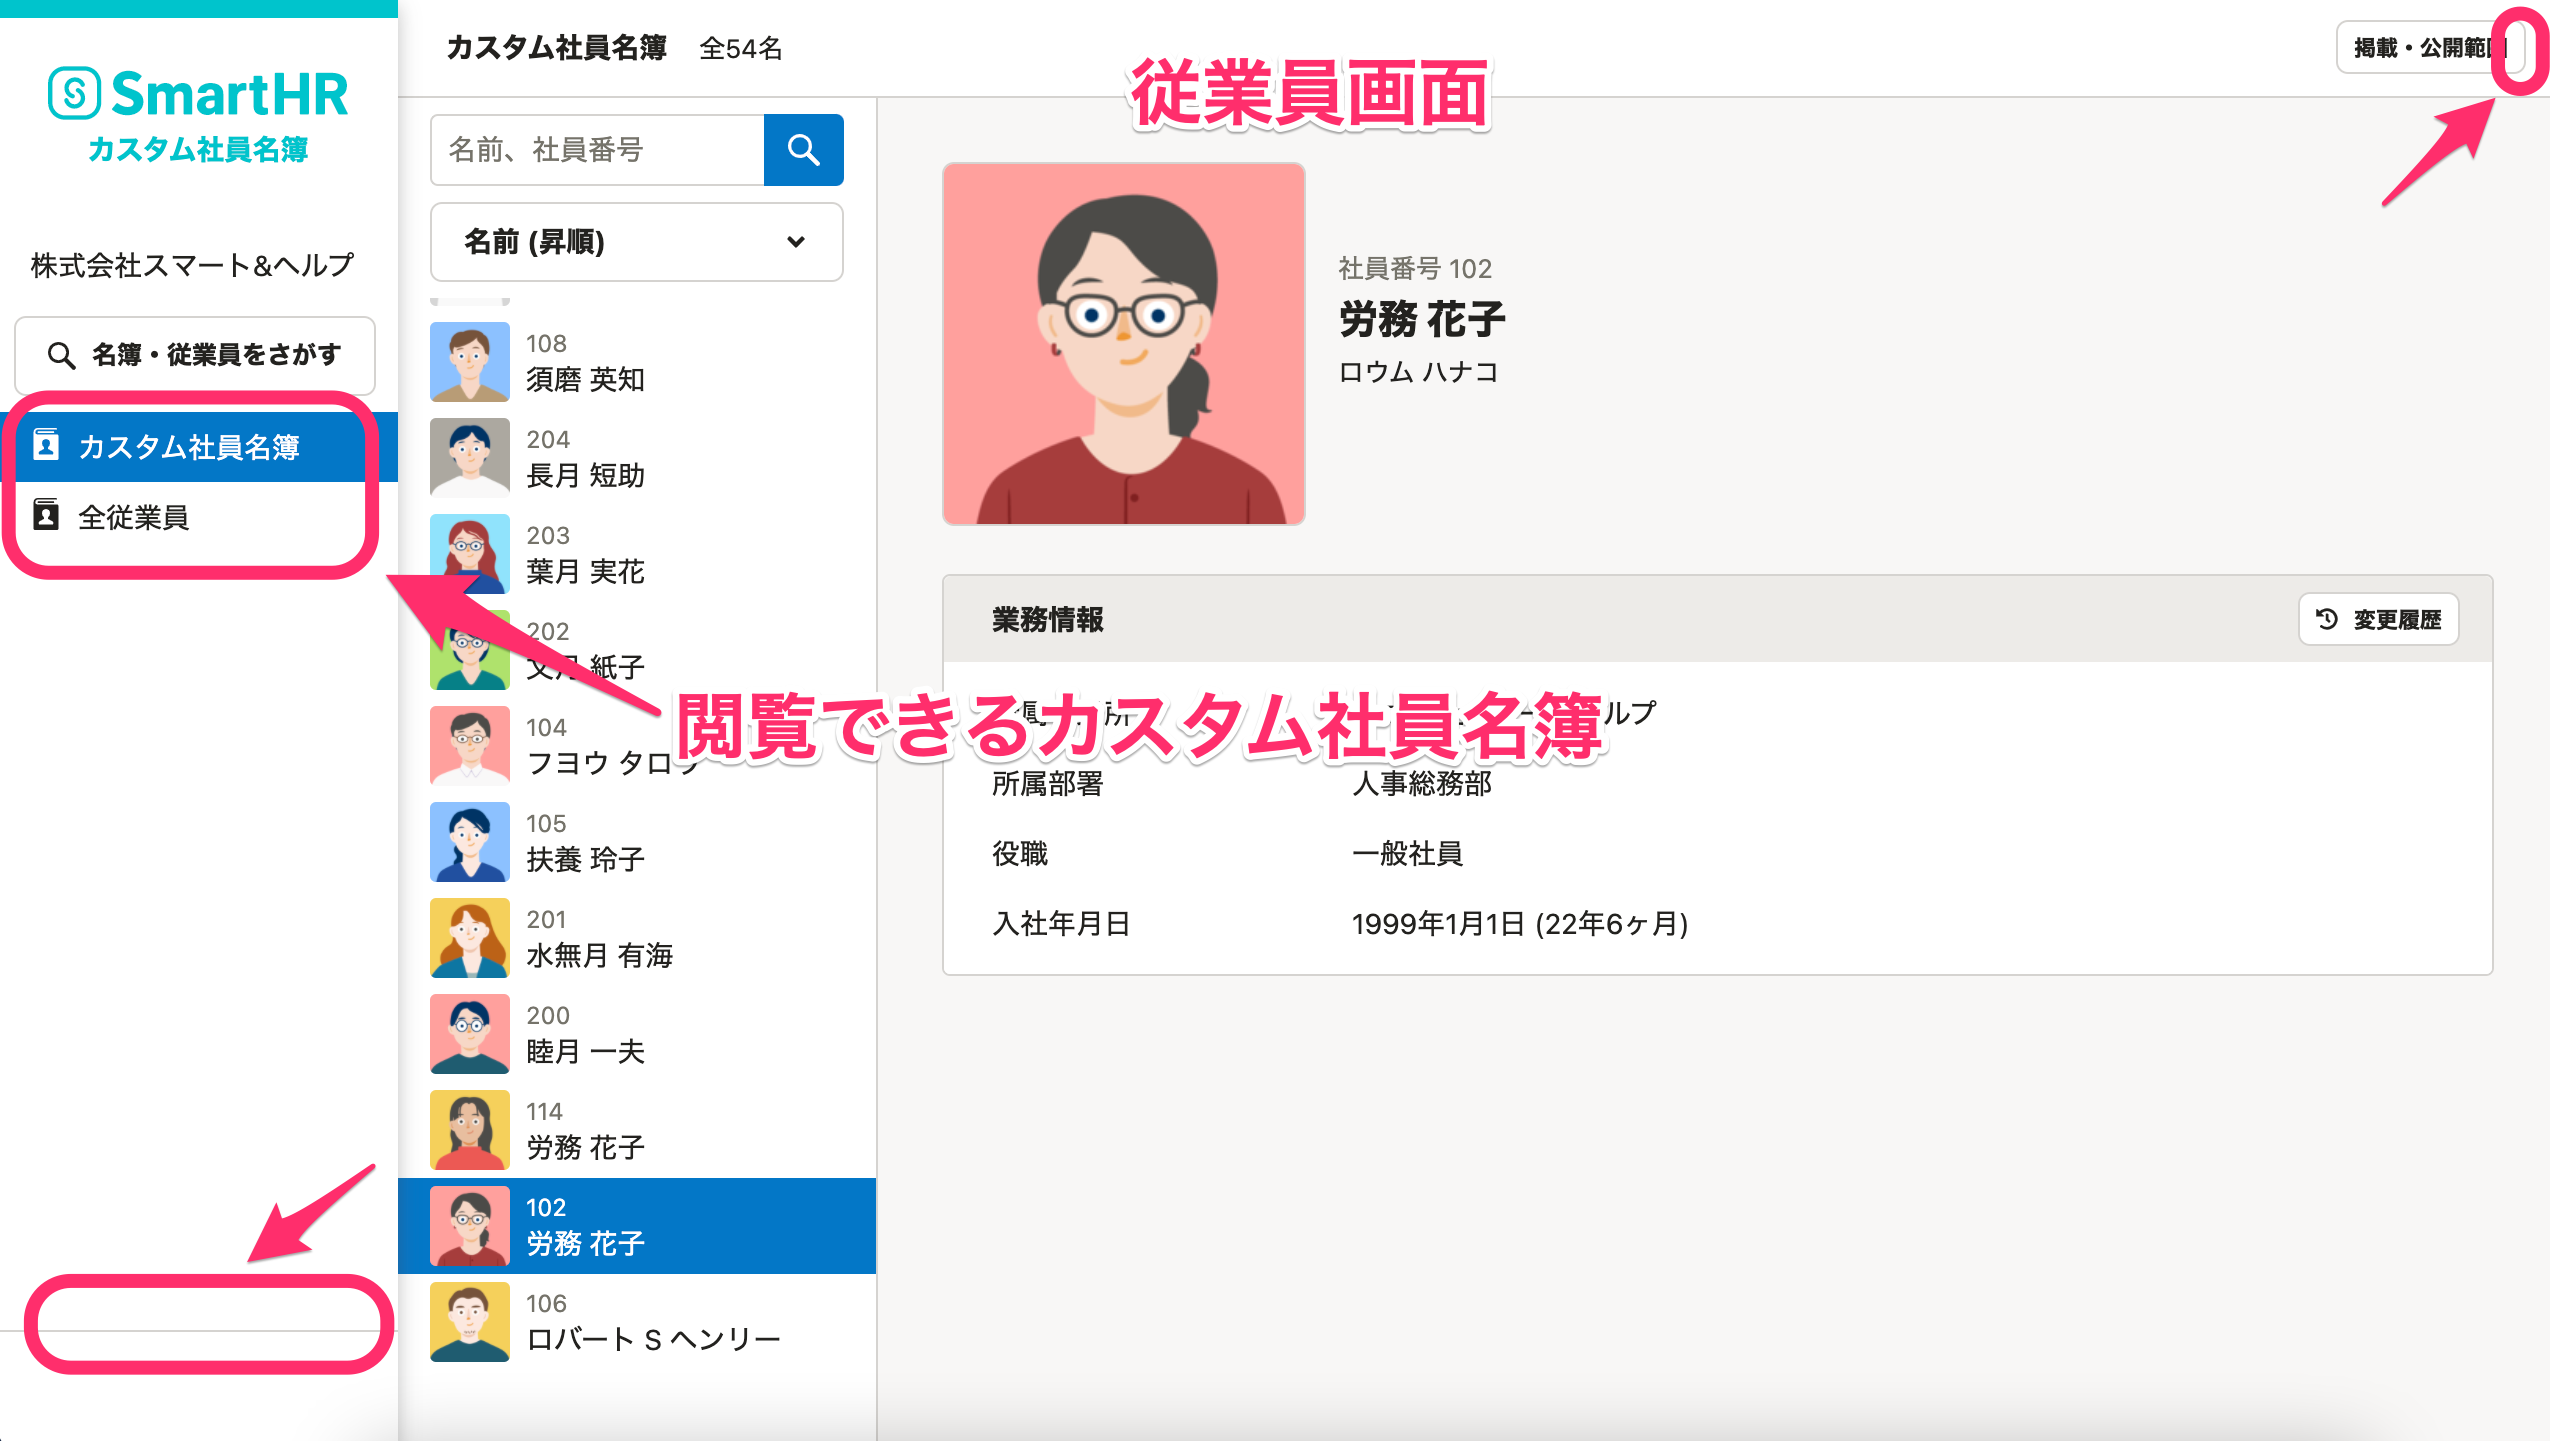 SmartHR
カスタム社員名簿
株式会社スマート&ヘルプ
名簿・従業員をさがす
カスタム社員名簿
全従業員
カスタム社員名簿 全54名
掲載・公開範囲
従業員画面
名前、社員番号
名前 (昇順)
108
須磨 英知
204
長月 短助
203
葉月 実花
202
文月 紙子
104
フヨウ タロウ
105
扶養 玲子
201
水無月 有海
200
睦月 一夫
114
労務 花子
102
労務 花子
106
ロバート S ヘンリー
社員番号 102
労務 花子
ロウム ハナコ
業務情報
変更履歴
閲覧できるカスタム社員名簿
ルプ
所属部署 人事総務部
役職 一般社員
入社年月日 1999年1月1日 (22年6ヶ月)